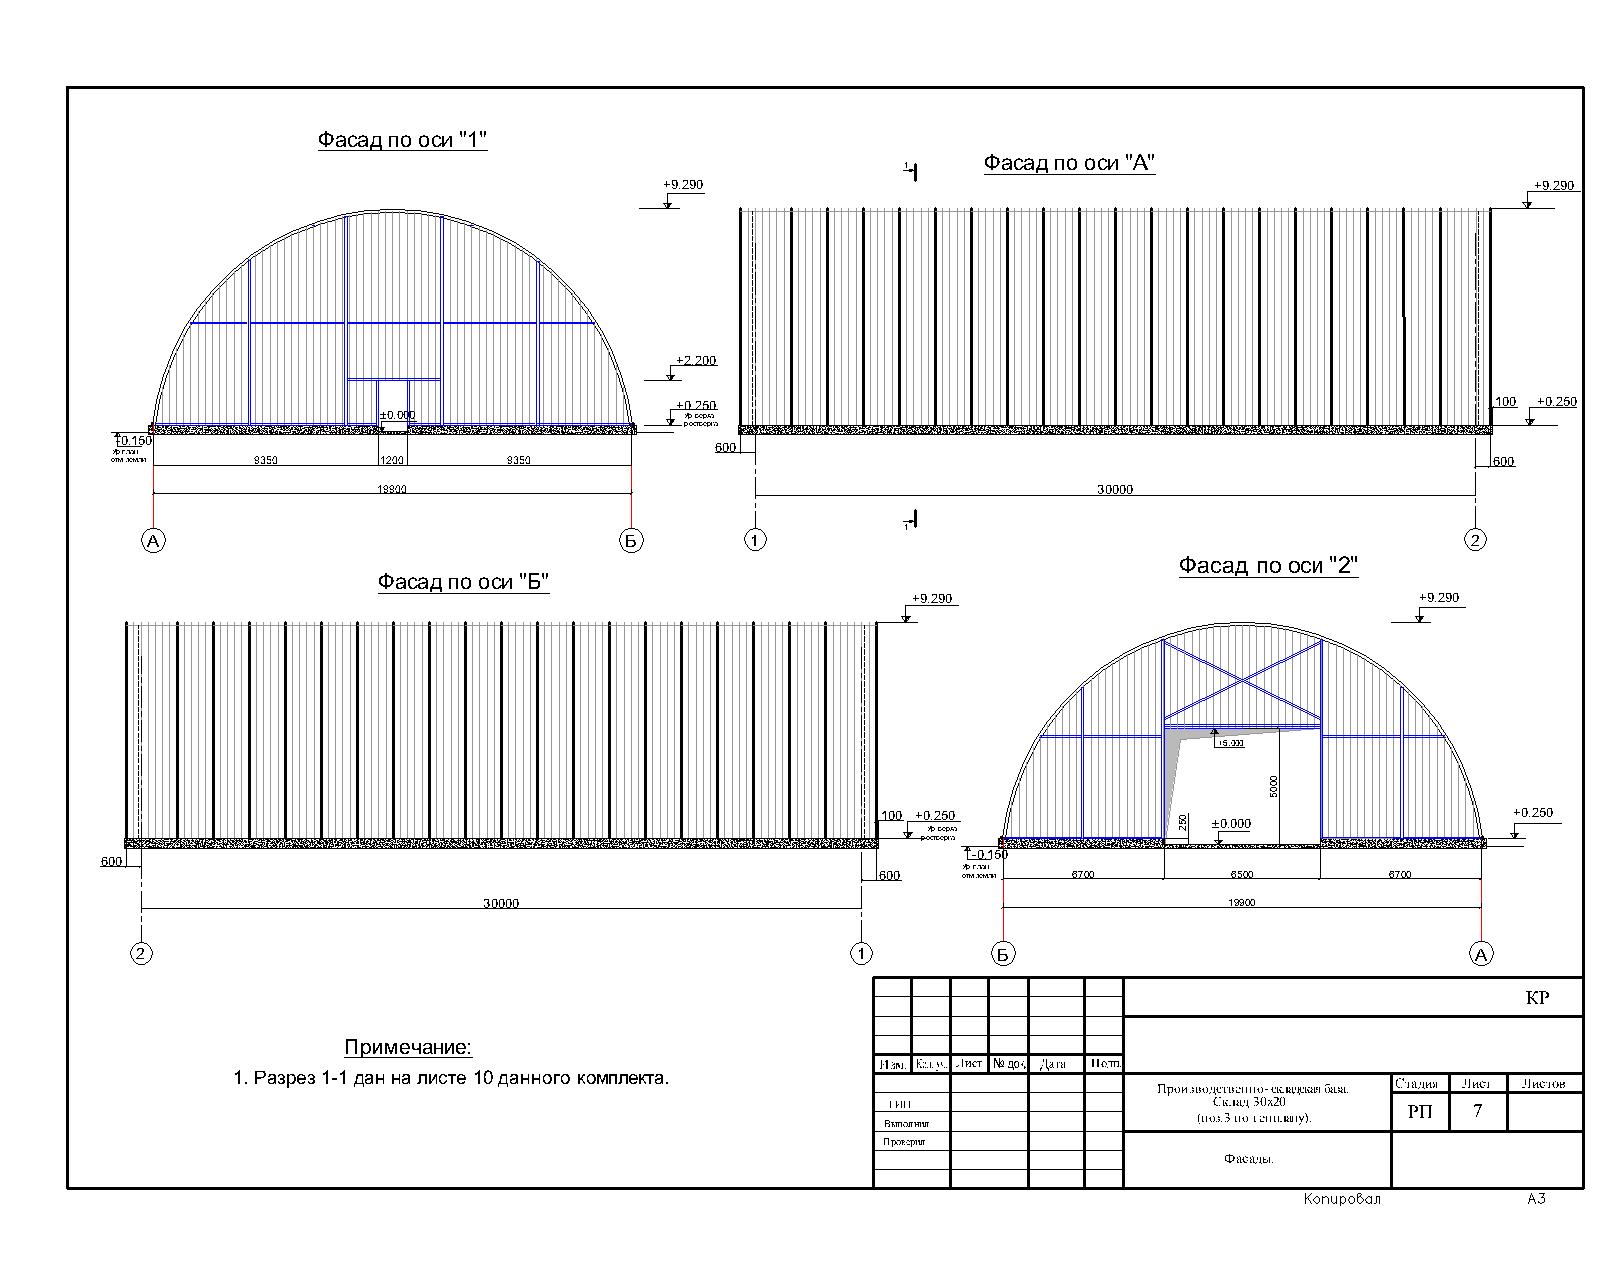 Фасад по оси "1"
+9.290
+2.200
+0.250
Ур верха
ростверга
±0.000
0.150
Ур план
отм земли
9350
1200
9350
19900
А
Б
1
Фасад по оси "А"
+9.290
100
+0.250
600
600
30000
1
1
2
Фасад по оси "Б"
+9.290
100
+0.250
Ур верха
ростверга
600
600
30000
2
1
Фасад по оси "2"
+9.290
+5.000
5000
250
±0.000
+0.250
-0.150
Ур план
отм земли
6700
6500
6700
19900
Б
А
Примечание:
1. Разрез 1-1 дан на листе 10 данного комплекта.
КР
Изм.
Кол.уч.
Лист
№ док.
Дата
Подп.
ГИП
Выполнил
Проверил
Производственно-складская база.
Склад 30х20
(поз.3 по генплану).
Стадия
Лист
Листов
РП
7
Фасады.
Копировал
А3